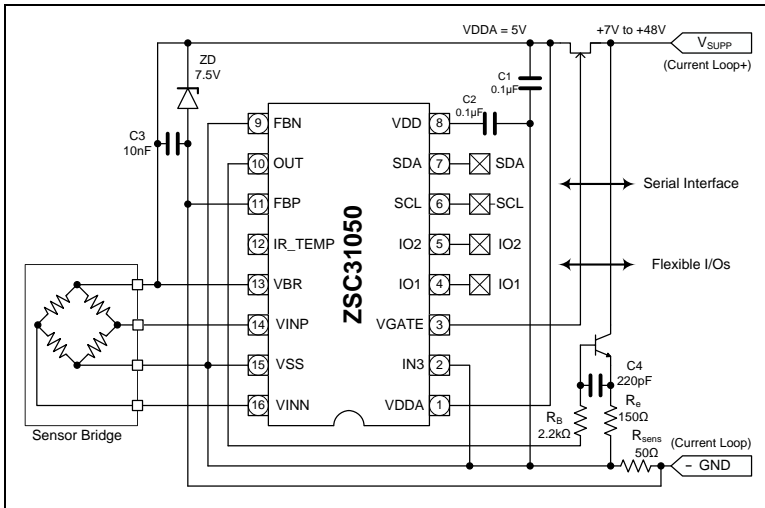 VDDA = 5V
+7V to +48V
VSUPP
(Current Loop+)
ZD
7.5V
C1
0.1µF
C2
0.1µF
C3
10nF
9 FBN
10 OUT
11 FBP
12 IR_TEMP
13 VBR
14 VINP
15 VSS
16 VINN
ZSC31050
VDD 8
SDA 7
SCL 6
IO2 5
IO1 4
VGATE 3
IN3 2
VDDA 1
SDA
SCL
IO2
IO1
Serial Interface
Flexible I/Os
C4
220pF
RB
2.2kΩ
Re
150Ω
Rsens
50Ω
(Current Loop)
– GND
Sensor Bridge